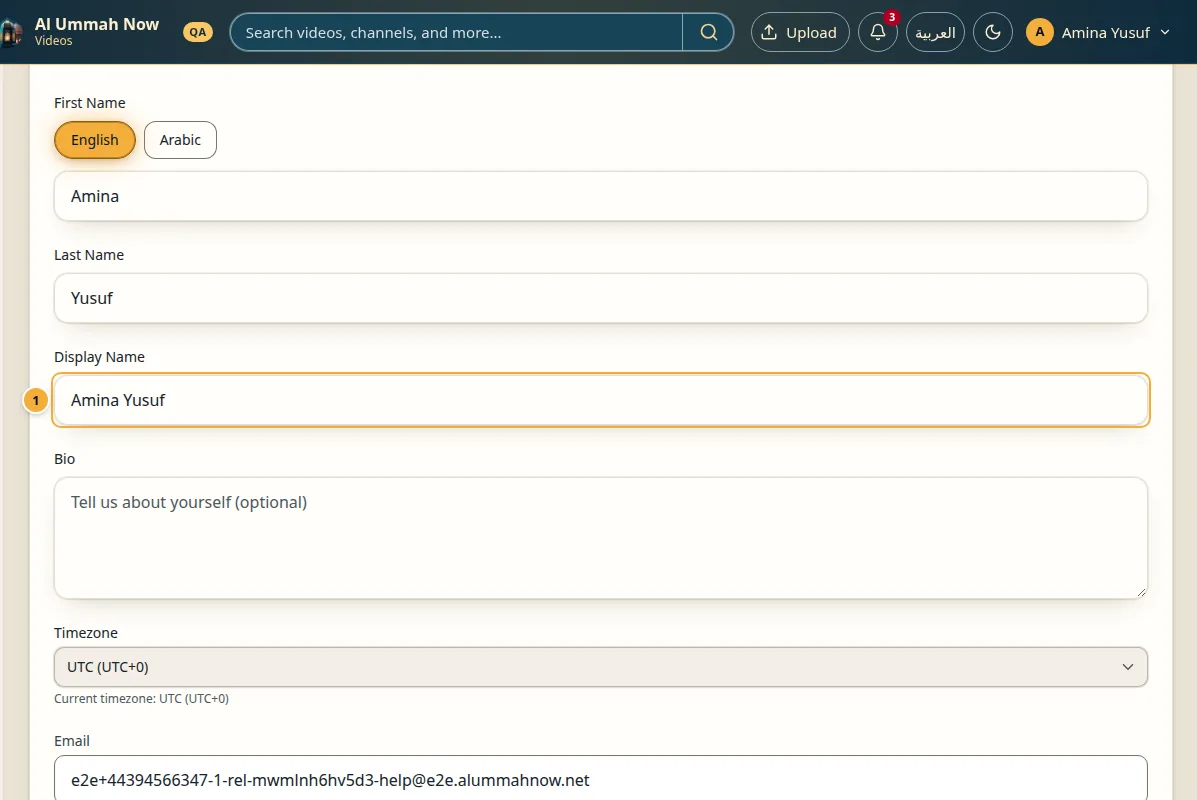 Al Ummah Now
Videos
QA
Search videos, channels, and more...
Upload
3
العربية
A
Amina Yusuf
First Name
English
Arabic
Amina
Last Name
Yusuf
Display Name
1
Amina Yusuf
Bio
Tell us about yourself (optional)
Timezone
UTC (UTC+0)
Current timezone: UTC (UTC+0)
Email
e2e+44394566347-1-rel-mwmlnh6hv5d3-help@e2e.alummahnow.net